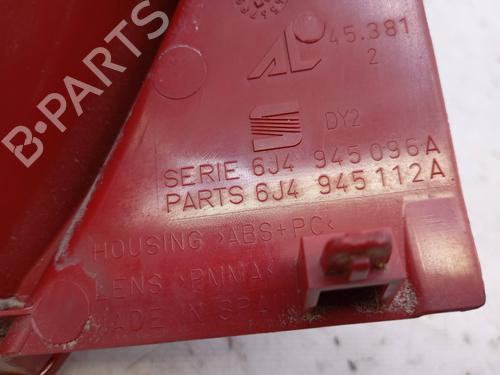 AL 45.381
2
S DY2
SERIE 6J4 945 096A
PARTS 6J4 945 112A
HOUSING >ABS+PC<
LENS >PMMA<
MADE IN SPAIN
B-PARTS